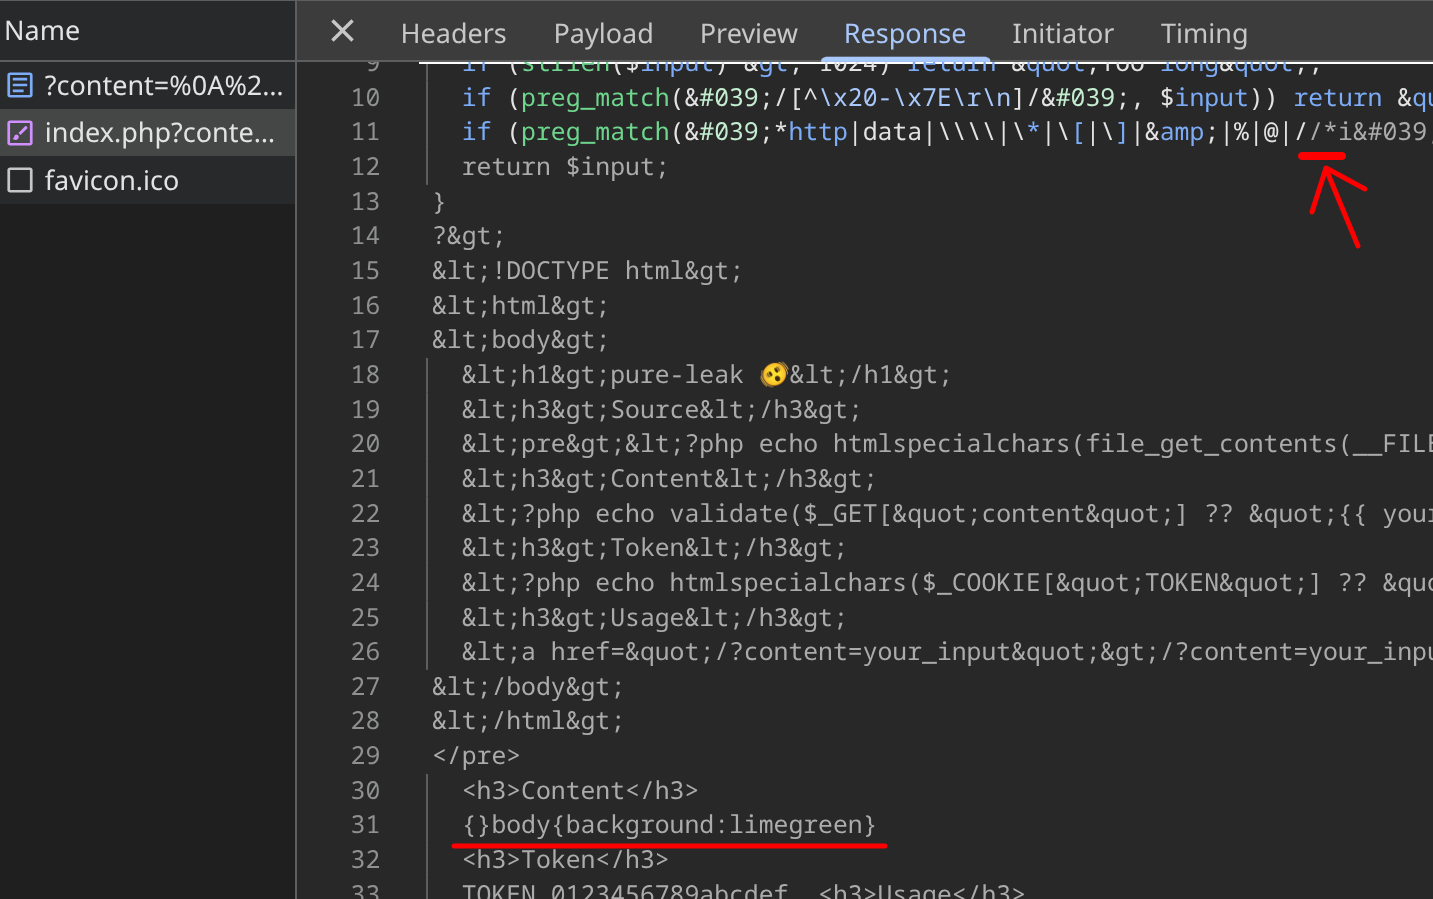 Name
Headers Payload Preview Response Initiator Timing
?content=%0A%2...
index.php?conte...
favicon.ico
9 if (strlen($input) &gt; 1024) return &quot;Too long&quot;;
10 if (preg_match(&#039;/[^\x20-\x7E\r\n]/&#039;, $input)) return &qu
11 if (preg_match(&#039;*http|data|\\\\|\*|\[|\]|&amp;|%|@|//*i&#039
12 return $input;
13 }
14 ?&gt;
15 &lt;!DOCTYPE html&gt;
16 &lt;html&gt;
17 &lt;body&gt;
18 &lt;h1&gt;pure-leak 🫨&lt;/h1&gt;
19 &lt;h3&gt;Source&lt;/h3&gt;
20 &lt;pre&gt;&lt;?php echo htmlspecialchars(file_get_contents(__FILE
21 &lt;h3&gt;Content&lt;/h3&gt;
22 &lt;?php echo validate($_GET[&quot;content&quot;] ?? &quot;{{ your
23 &lt;h3&gt;Token&lt;/h3&gt;
24 &lt;?php echo htmlspecialchars($_COOKIE[&quot;TOKEN&quot;] ?? &quo
25 &lt;h3&gt;Usage&lt;/h3&gt;
26 &lt;a href=&quot;/?content=your_input&quot;&gt;/?content=your_inpu
27 &lt;/body&gt;
28 &lt;/html&gt;
29 </pre>
30 <h3>Content</h3>
31 {}body{background:limegreen}
32 <h3>Token</h3>
33 TOKEN_0123456789abcdef <h3>Usage</h3>